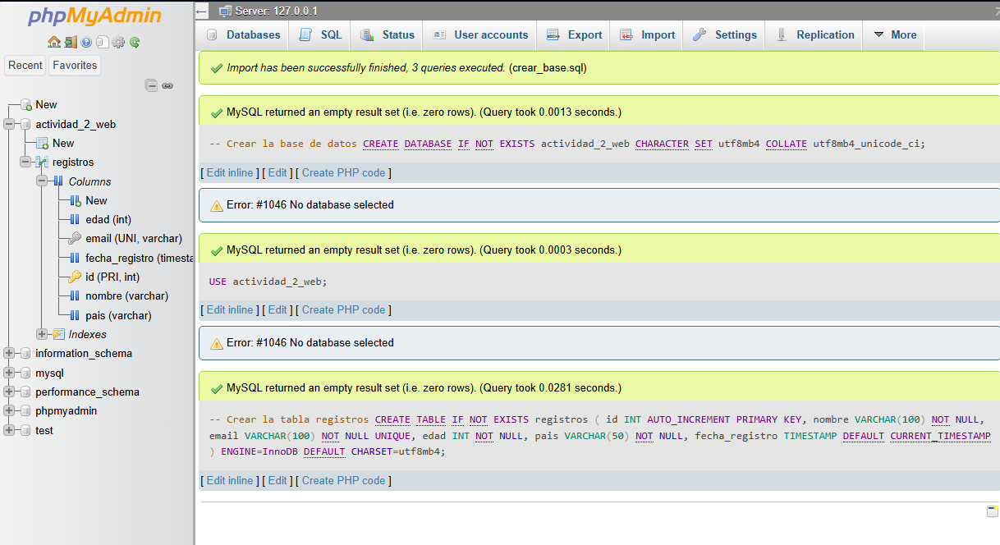 phpMyAdmin
Recent Favorites
New
actividad_2_web
New
registros
Columns
New
edad (int)
email (UNI, varchar)
fecha_registro (timesta
id (PRI, int)
nombre (varchar)
pais (varchar)
Indexes
information_schema
mysql
performance_schema
phpmyadmin
test
Server: 127.0.0.1
Databases SQL Status User accounts Export Import Settings Replication More
Import has been successfully finished, 3 queries executed. (crear_base.sql)
MySQL returned an empty result set (i.e. zero rows). (Query took 0.0013 seconds.)
-- Crear la base de datos CREATE DATABASE IF NOT EXISTS actividad_2_web CHARACTER SET utf8mb4 COLLATE utf8mb4_unicode_ci;
[ Edit inline ] [ Edit ] [ Create PHP code ]
Error: #1046 No database selected
MySQL returned an empty result set (i.e. zero rows). (Query took 0.0003 seconds.)
USE actividad_2_web;
[ Edit inline ] [ Edit ] [ Create PHP code ]
Error: #1046 No database selected
MySQL returned an empty result set (i.e. zero rows). (Query took 0.0281 seconds.)
-- Crear la tabla registros CREATE TABLE IF NOT EXISTS registros ( id INT AUTO_INCREMENT PRIMARY KEY, nombre VARCHAR(100) NOT NULL,
email VARCHAR(100) NOT NULL UNIQUE, edad INT NOT NULL, pais VARCHAR(50) NOT NULL, fecha_registro TIMESTAMP DEFAULT CURRENT_TIMESTAMP
) ENGINE=InnoDB DEFAULT CHARSET=utf8mb4;
[ Edit inline ] [ Edit ] [ Create PHP code ]